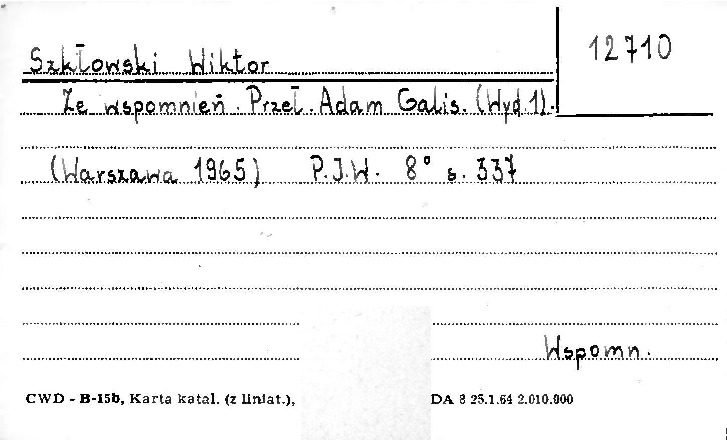 12710
Szkłowski Wiktor
Ze wspomnień. Przeł. Adam Galis. (Wyd. 1).
(Warszawa 1965) P.I.W. 8° s. 337
Wspomn.
CWD - B-15b, Karta katal. (z liniat.), DA 8 25.1.64 2.010.000